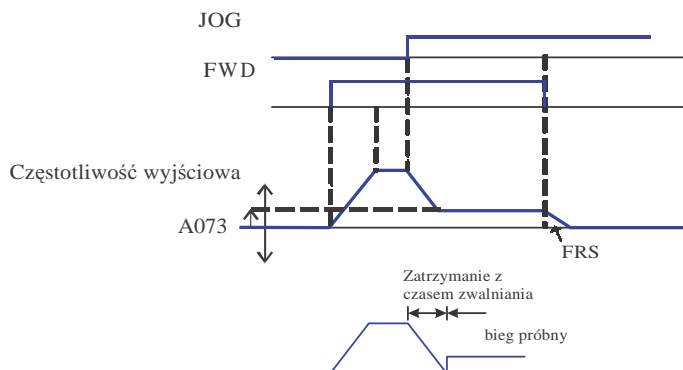 JOG
FWD
Częstotliwość wyjściowa
A073
FRS
Zatrzymanie z
czasem zwalniania
bieg próbny